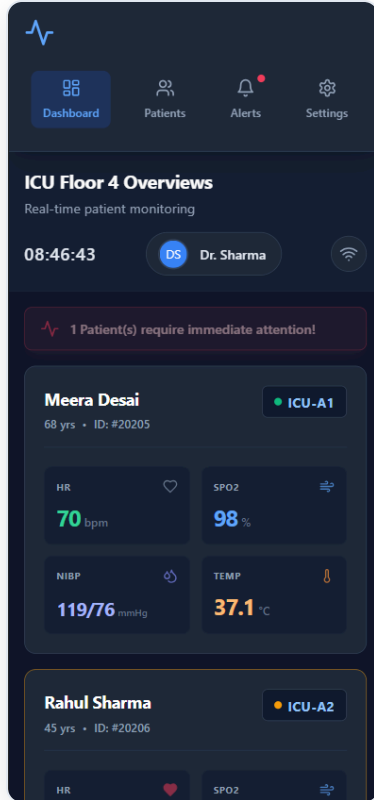 Dashboard
Patients
Alerts
Settings
ICU Floor 4 Overviews
Real-time patient monitoring
08:46:43
DS
Dr. Sharma
1 Patient(s) require immediate attention!
Meera Desai
ICU-A1
68 yrs • ID: #20205
HR
70 bpm
SPO2
98 %
NIBP
119/76 mmHg
TEMP
37.1 °C
Rahul Sharma
ICU-A2
45 yrs • ID: #20206
HR
SPO2